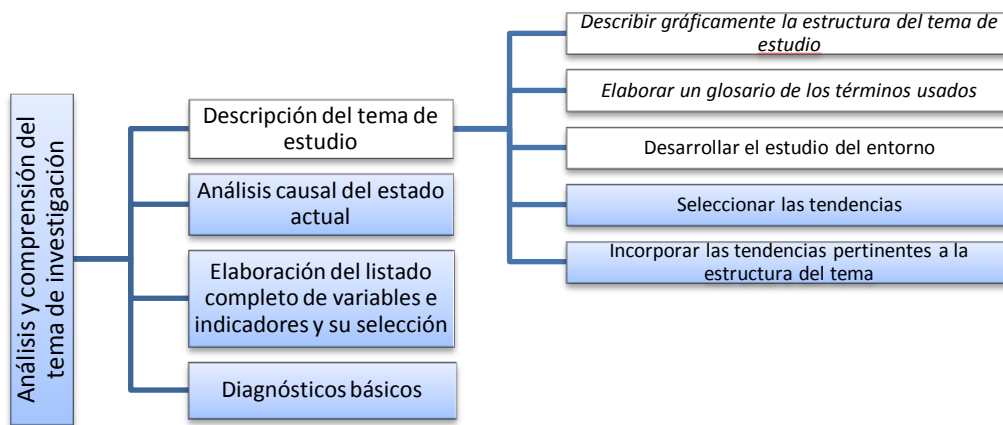 Análisis y comprensión del
tema de investigación
Descripción del tema de
estudio
Análisis causal del estado
actual
Elaboración del listado
completo de variables e
indicadores y su selección
Diagnósticos básicos
Describir gráficamente la estructura del tema de
estudio
Elaborar un glosario de los términos usados
Desarrollar el estudio del entorno
Seleccionar las tendencias
Incorporar las tendencias pertinentes a la
estructura del tema